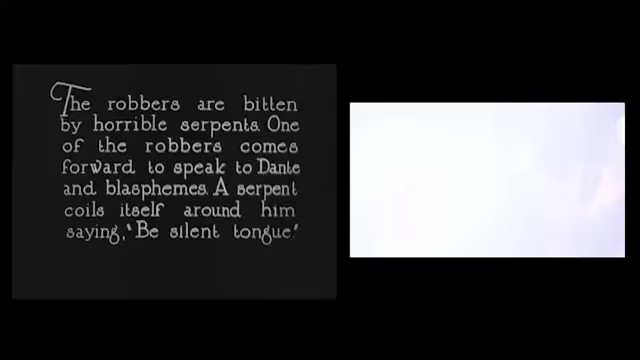 The robbers are bitten
by horrible serpents. One
of the robbers comes
forward to speak to Dante
and blasphemes. A serpent
coils itself around him
saying, "Be silent tongue."